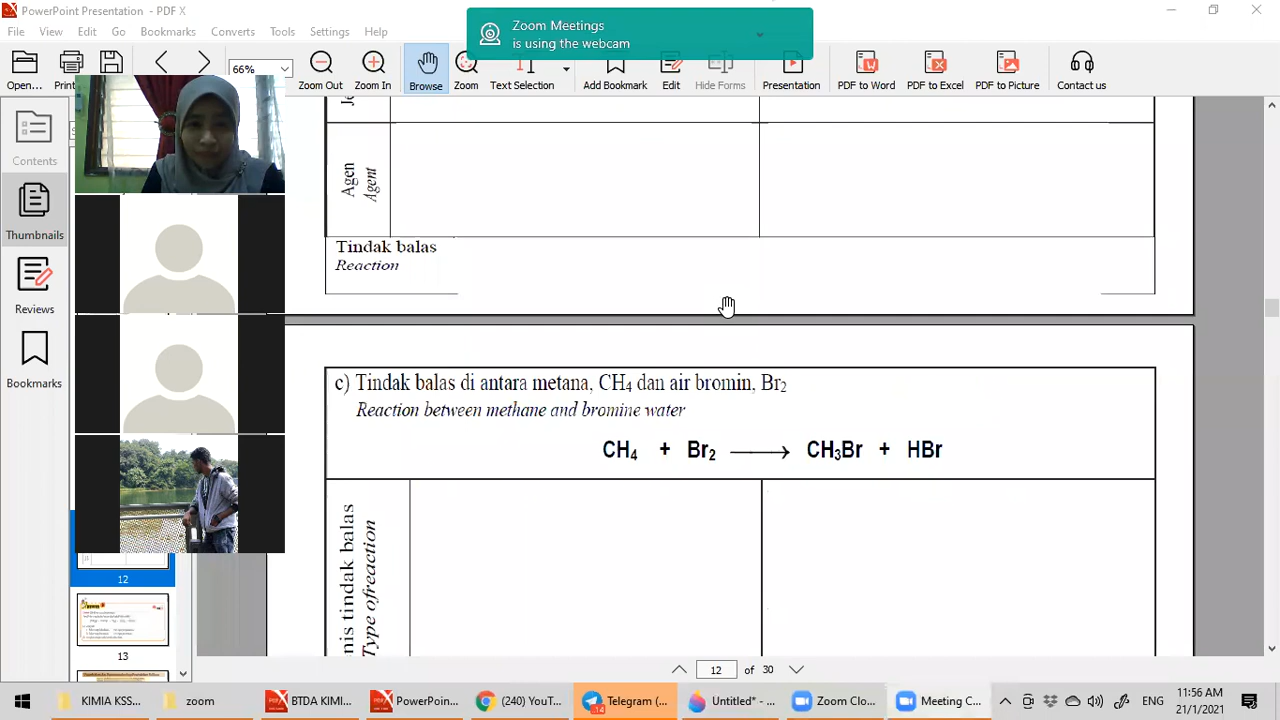 PowerPoint Presentation - PDF X
Zoom Meetings
is using the webcam
File View Edit Go Bookmarks Converts Tools Settings Help
66%
Open... Print Zoom Out Zoom In Browse Zoom Text Selection Add Bookmark Edit Hide Forms Presentation PDF to Word PDF to Excel PDF to Picture Contact us
Contents
Thumbnails
Reviews
Bookmarks
Agen
Agent
Tindak balas
Reaction
c) Tindak balas di antara metana, CH₄ dan air bromin, Br₂
Reaction between methane and bromine water
CH₄ + Br₂ ⟶ CH₃Br + HBr
nis tindak balas
Type ofreaction
12
13
12 of 30
KIMIA KSS... zoom BTDA KIMI... PowerPoin... (240) YouT... Telegram (... Untitled* - ... Zoom Clo... Meeting C...
14
ENG
11:56 AM
21/1/2021